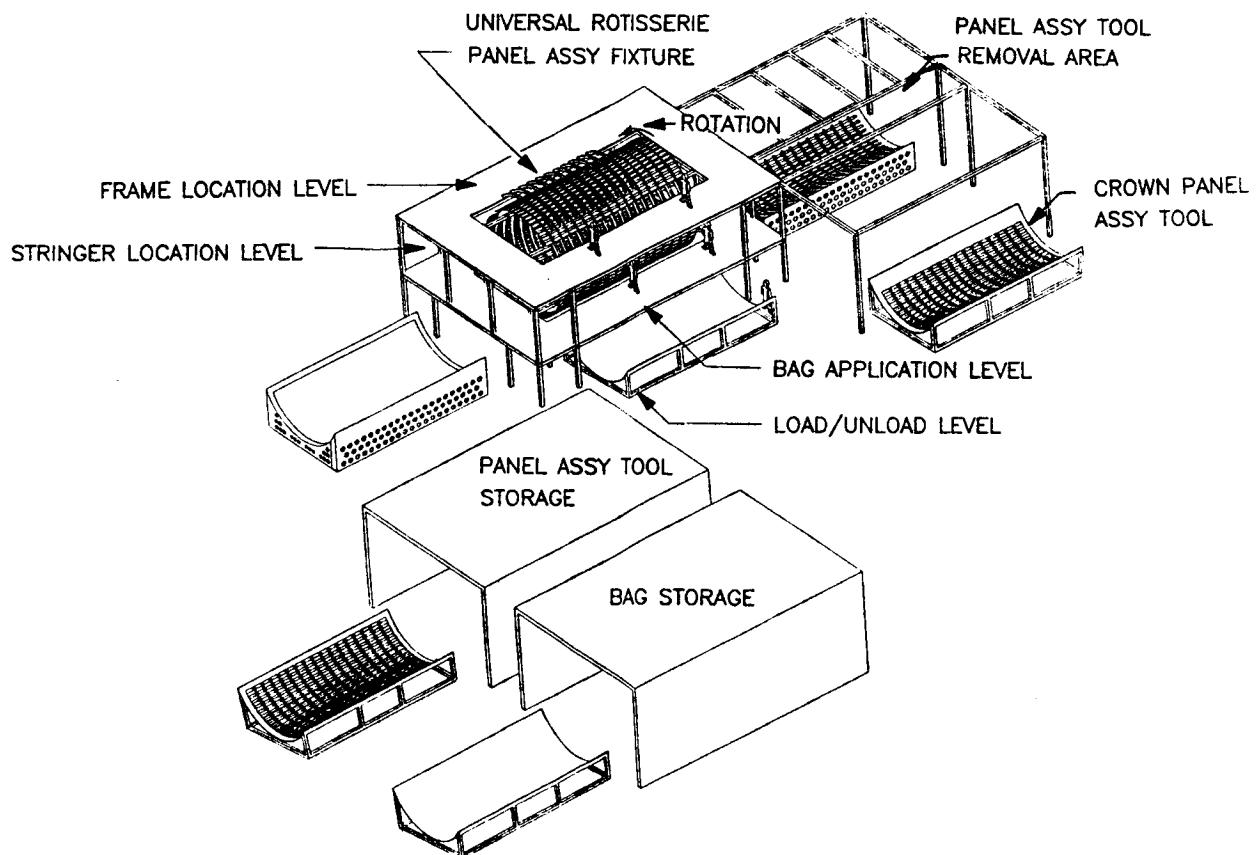 UNIVERSAL ROTISSERIE
PANEL ASSY FIXTURE
PANEL ASSY TOOL
REMOVAL AREA
ROTATION
FRAME LOCATION LEVEL
CROWN PANEL
ASSY TOOL
STRINGER LOCATION LEVEL
BAG APPLICATION LEVEL
LOAD/UNLOAD LEVEL
PANEL ASSY TOOL
STORAGE
BAG STORAGE